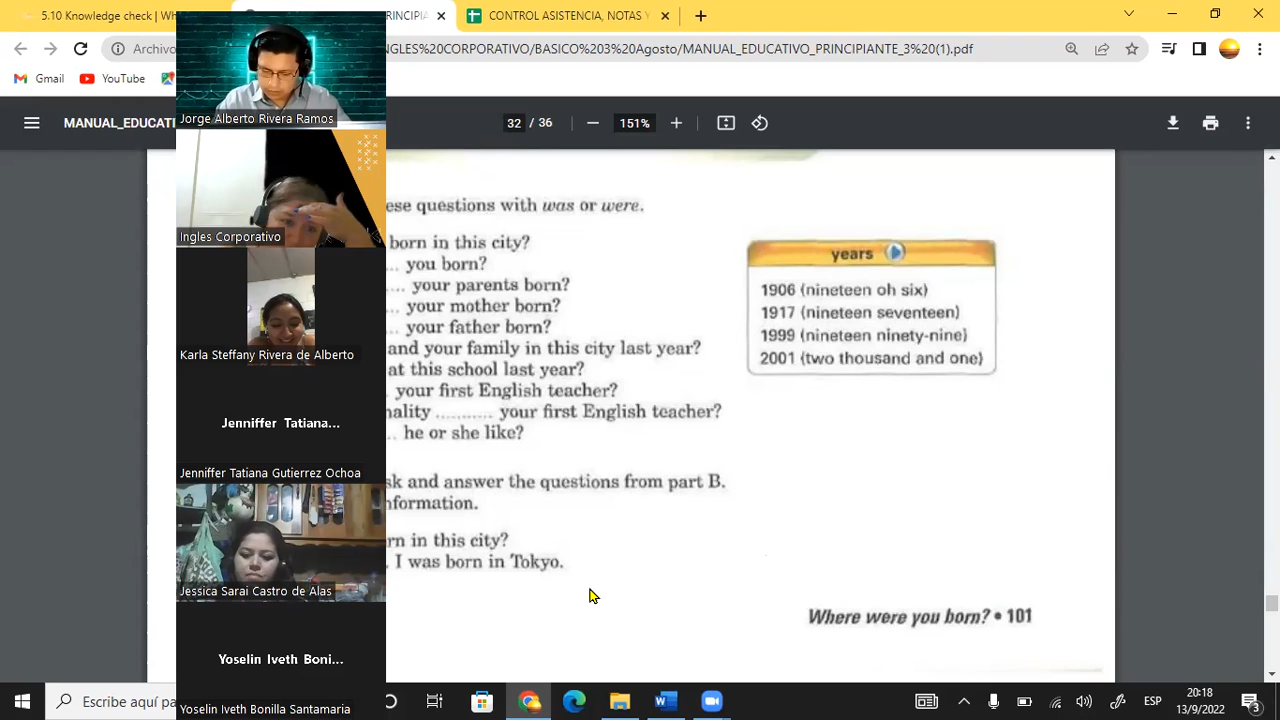 5.10 Knowledge check
RINCIPIA
CONTROL ASISTENCIA, NOTAS
Archivo
NGLES%20CORPORATIVO/BASICO%203%20Agosto/MANUAL_EDUCATIVO_PRINCIPIANTE_3%20(1).pdf
Gmail
YouTube
MANUAL_EDUCAT
32 / 36
151%
Jorge Alberto Rivera Ramos
Ingles Corporativo
Karla Steffany Rivera de Alberto
Jenniffer Tatiana...
Jenniffer Tatiana Gutierrez Ochoa
Jessica Sarai Castro de Alas
Yoselin Iveth Boni...
Yoselin Iveth Bonilla Santamaria
ese questions with was or were.
born in this city?
you born?
your parents born?
your mother born?
your father born?
and your family in this city last year?
at this school last year?
your first English teacher?
nality .......... your first English teacher?
he or she like?
sk and answer the questions from part B.
nformation.
rn in this city?
I was born in Tokyo.
years
1906 (nineteen oh six)
1917 (nineteen seventeen)
1999 (nineteen ninety-nine)
2001 (two thousand and one)
Where were you born? • 101
ESP
20:18
13/9/2022